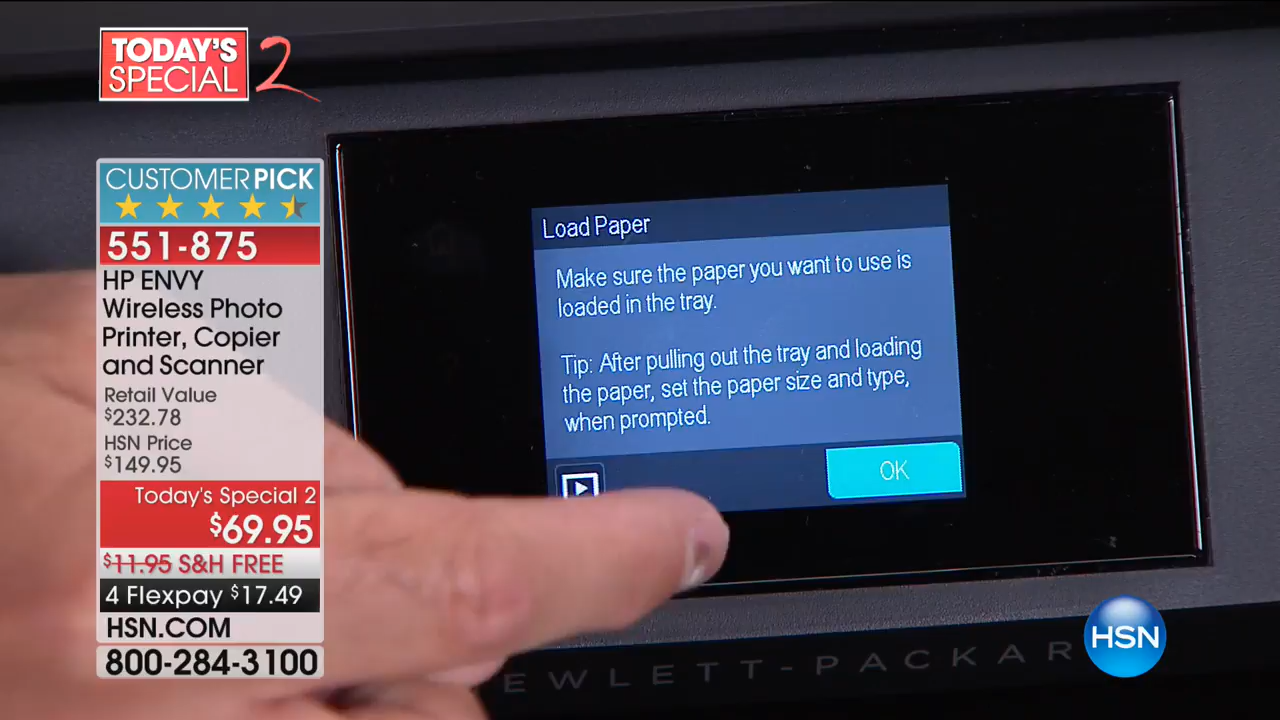 TODAY'S
SPECIAL 2
CUSTOMER PICK
551-875
HP ENVY
Wireless Photo
Printer, Copier
and Scanner
Retail Value
$232.78
HSN Price
$149.95
Today's Special 2
$69.95
$11.95 S&H FREE
4 Flexpay $17.49
HSN.COM
800-284-3100
Load Paper
Make sure the paper you want to use is
loaded in the tray.
Tip: After pulling out the tray and loading
the paper, set the paper size and type,
when prompted.
OK
EWLETT-PACKAR
HSN